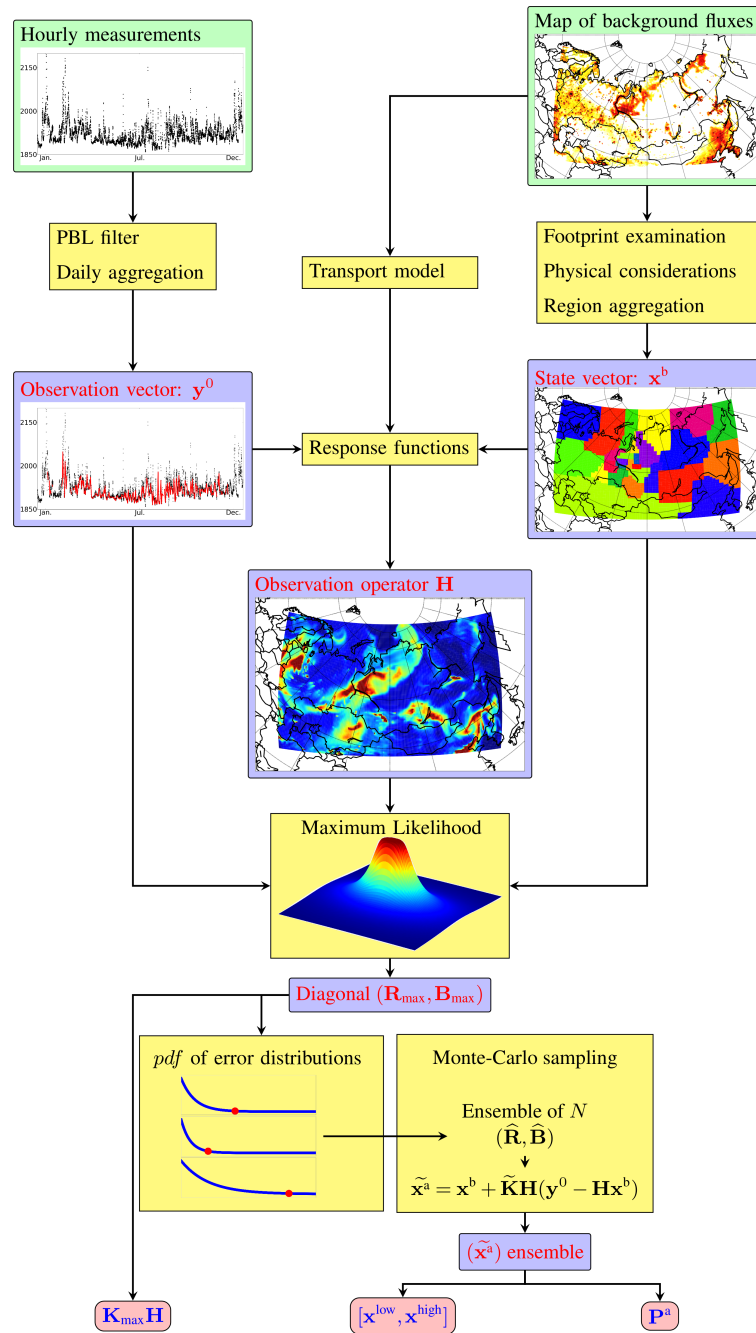 Hourly measurements
2150
2000
1850
Jan.
Jul.
Dec.
Map of background fluxes
PBL filter
Daily aggregation
Transport model
Footprint examination
Physical considerations
Region aggregation
Observation vector: y⁰
2150
2000
1850
Jan.
Jul.
Dec.
Response functions
State vector: xᵇ
Observation operator H
Maximum Likelihood
Diagonal (R_max, B_max)
pdf of error distributions
Monte-Carlo sampling
Ensemble of N
(R̂, B̂)
x̃ᵃ = xᵇ + K̃H(y⁰ − Hxᵇ)
(x̃ᵃ) ensemble
K_maxH
[x^low, x^high]
Pᵃ